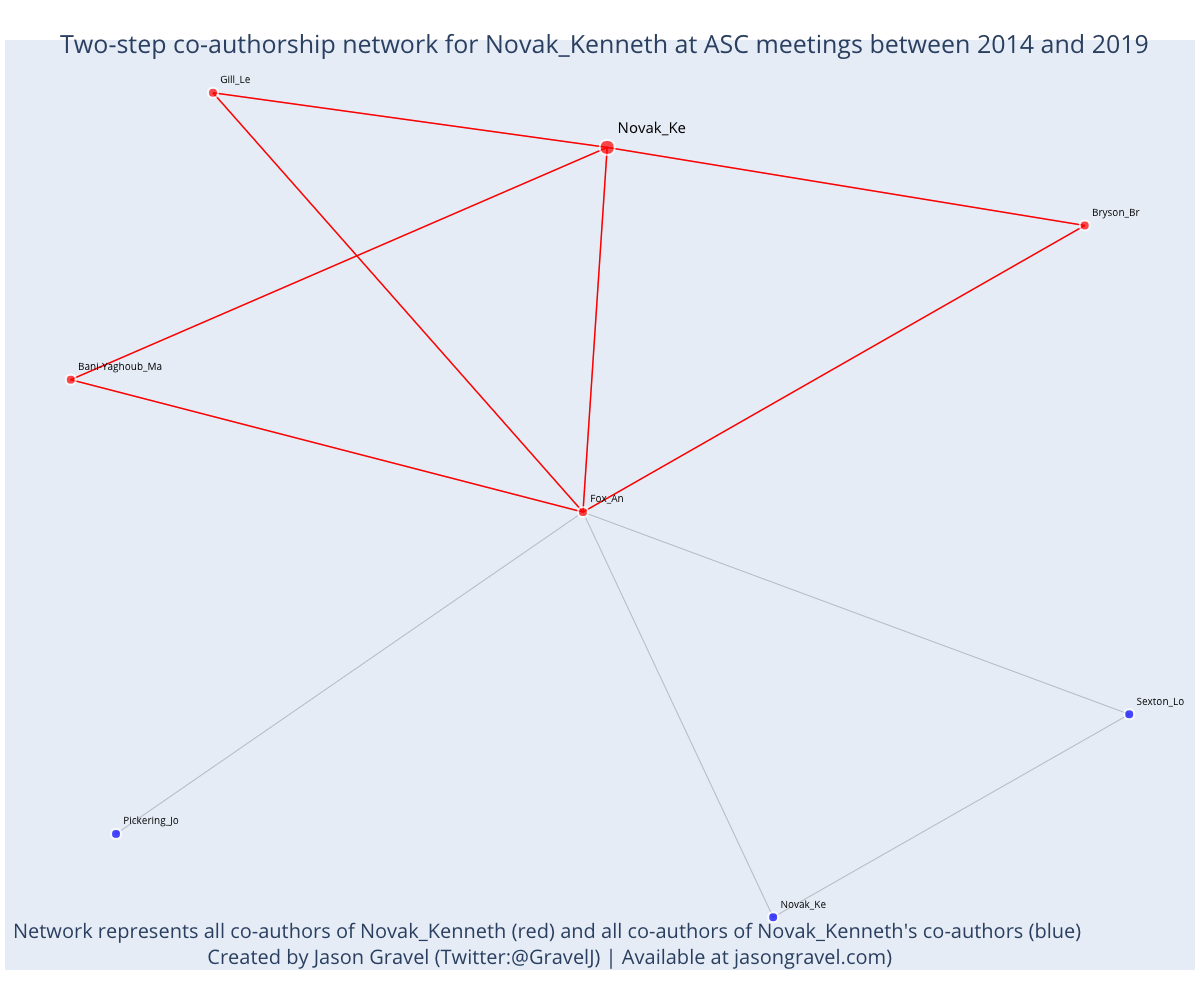 Two-step co-authorship network for Novak_Kenneth at ASC meetings between 2014 and 2019
Gill_Le
Novak_Ke
Bryson_Br
Bani-Yaghoub_Ma
Fox_An
Sexton_Lo
Pickering_Jo
Novak_Ke
Network represents all co-authors of Novak_Kenneth (red) and all co-authors of Novak_Kenneth's co-authors (blue)
Created by Jason Gravel (Twitter:@GravelJ) | Available at jasongravel.com)